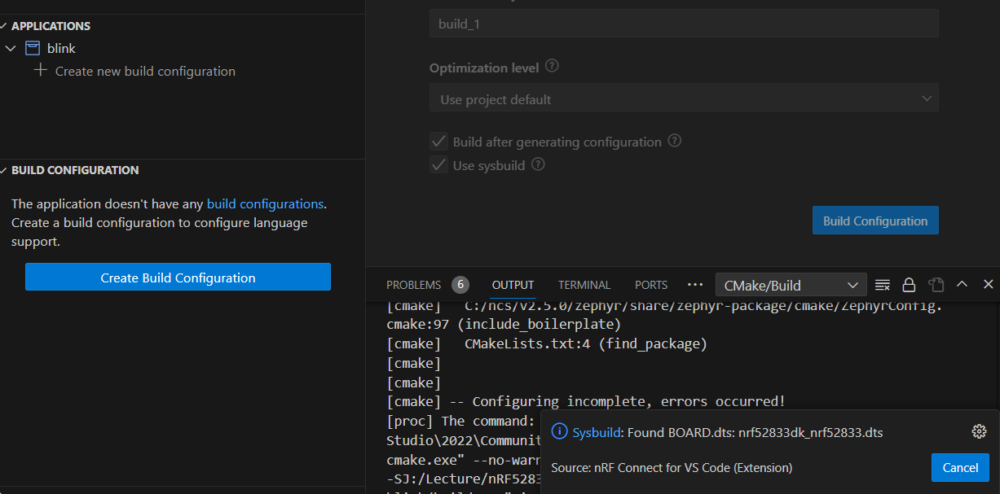 APPLICATIONS
blink
Create new build configuration
BUILD CONFIGURATION
The application doesn't have any build configurations.
Create a build configuration to configure language
support.
Create Build Configuration
build_1
Optimization level
Use project default
Build after generating configuration
Use sysbuild
Build Configuration
PROBLEMS 6 OUTPUT TERMINAL PORTS ··· CMake/Build
[cmake]   C:/ncs/v2.5.0/zephyr/share/zephyr-package/cmake/ZephyrConfig.
cmake:97 (include_boilerplate)
[cmake]   CMakeLists.txt:4 (find_package)
[cmake]
[cmake]
[cmake] -- Configuring incomplete, errors occurred!
[proc] The command:
Studio\2022\Communit
cmake.exe" --no-warn
-SJ:/Lecture/nRF5283
Sysbuild: Found BOARD.dts: nrf52833dk_nrf52833.dts
Source: nRF Connect for VS Code (Extension)
Cancel